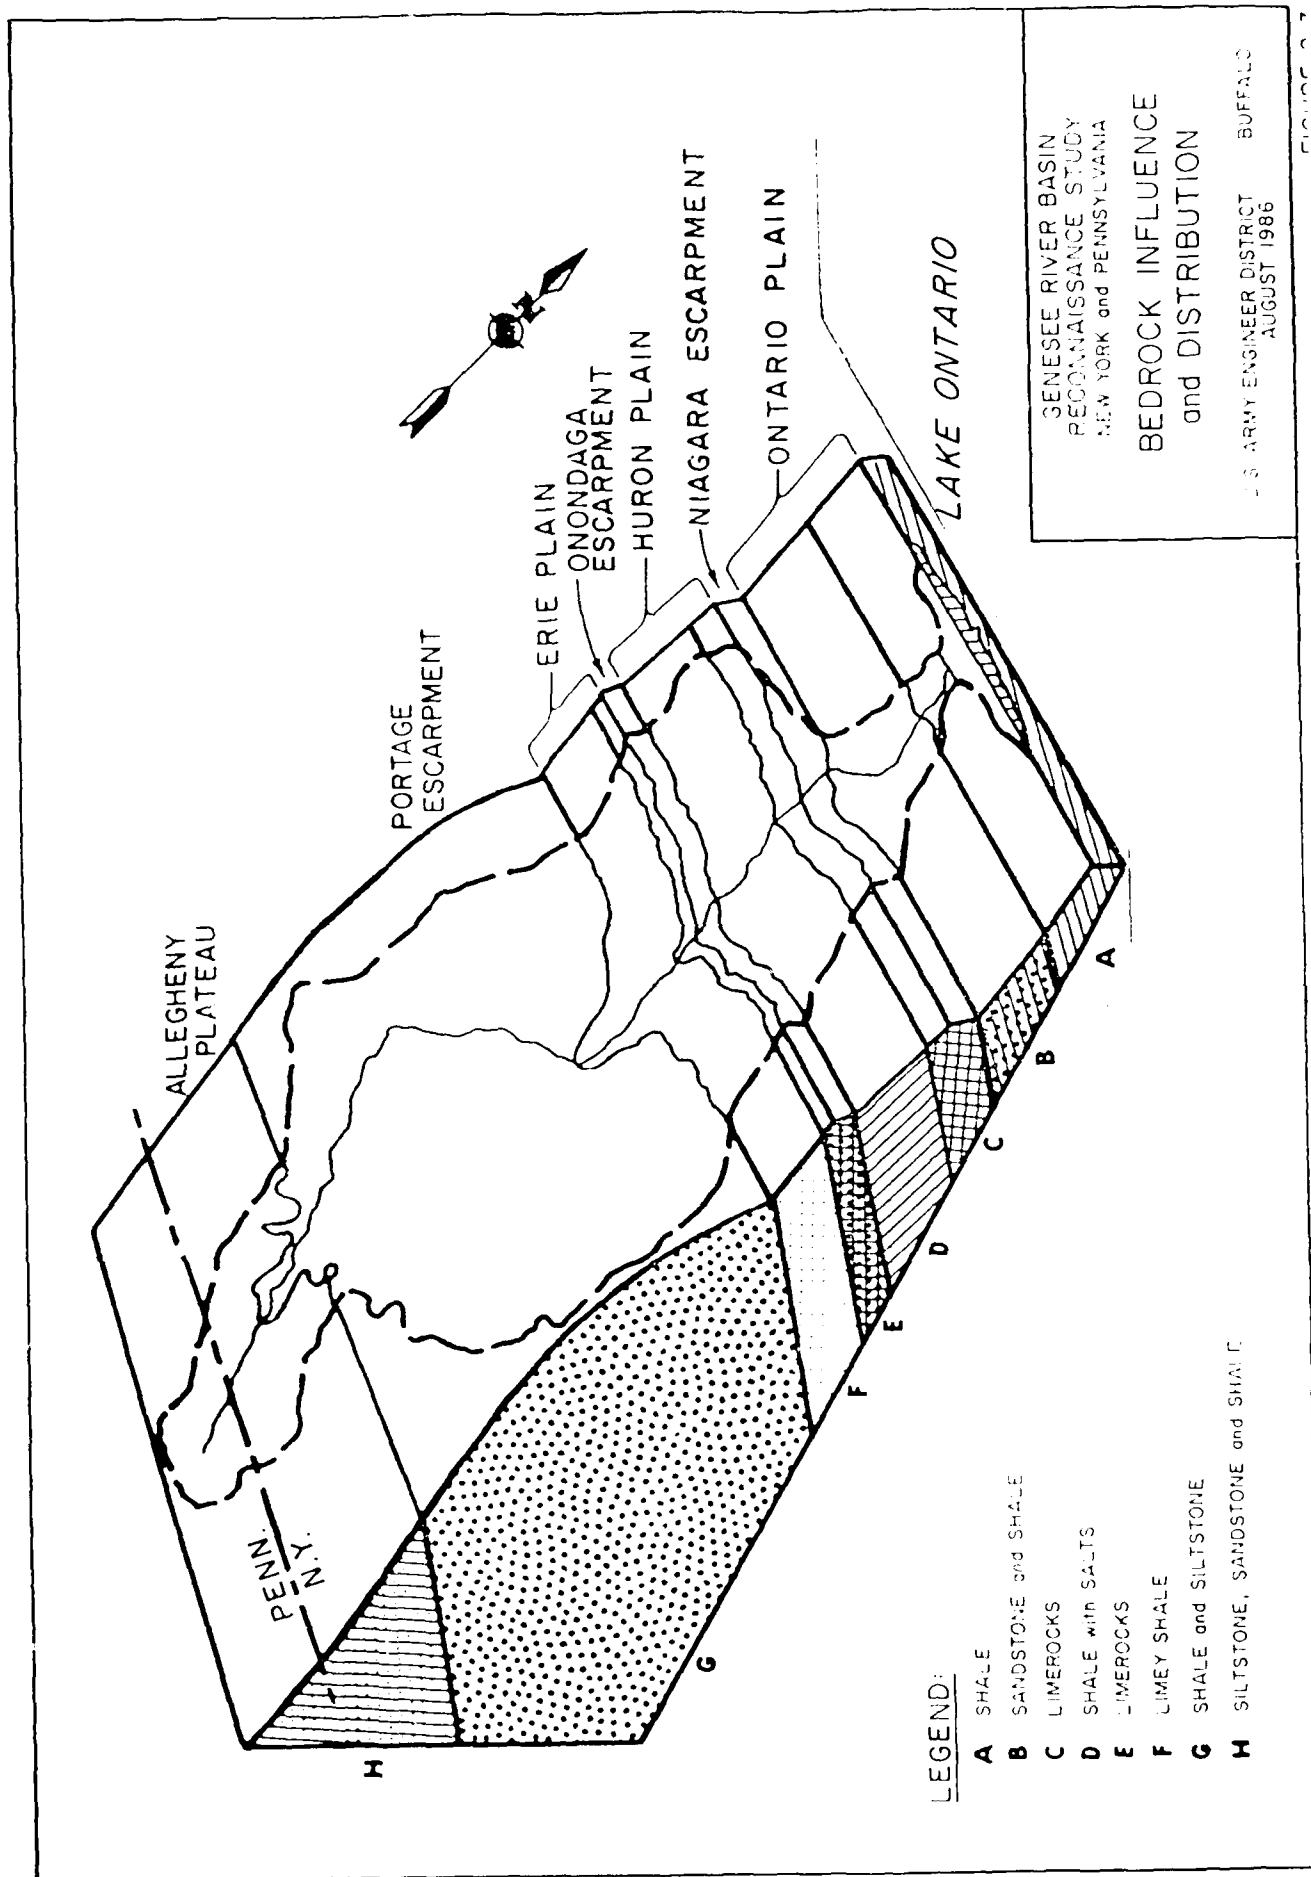 ALLEGHENY
PLATEAU
PORTAGE
ESCARPMENT
ERIE PLAIN
ONONDAGA
ESCARPMENT
HURON PLAIN
NIAGARA ESCARPMENT
ONTARIO PLAIN
LAKE ONTARIO
N
PENN.
N.Y.
H
G
F
E
D
C
B
A
LEGEND:
A SHALE
B SANDSTONE and SHALE
C LIMEROCKS
D SHALE with SALTS
E LIMEROCKS
F LIMEY SHALE
G SHALE and SILTSTONE
H SILTSTONE, SANDSTONE and SHALE
GENESEE RIVER BASIN
RECONNAISSANCE STUDY
NEW YORK and PENNSYLVANIA
BEDROCK INFLUENCE
and DISTRIBUTION
U S ARMY ENGINEER DISTRICT BUFFALO
AUGUST 1986